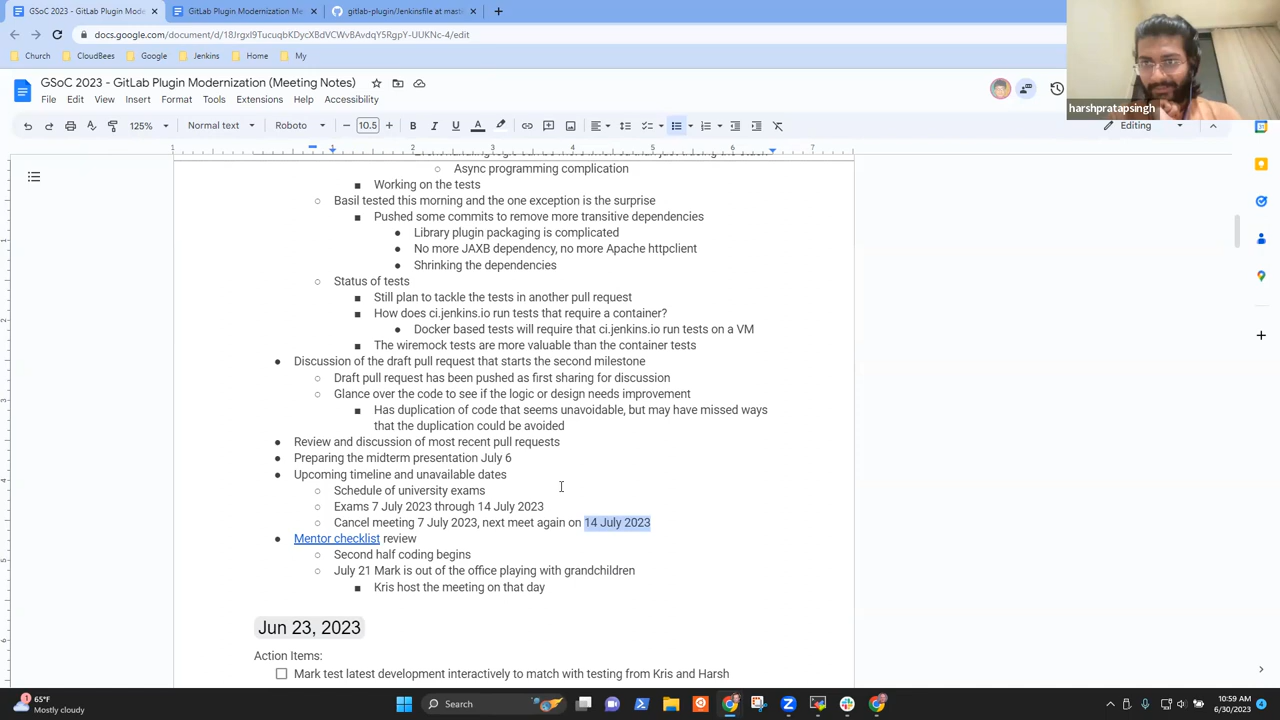 GSoC 2023 - GitLab Plugin Mod
GitLab Plugin Modernization Me
gitlab-plugin/Jenkinsfile at mast
docs.google.com/document/d/
Church
CloudBees
Google
Jenkins
Home
My
GSoC 2023 - GitLab Plugin Modernization (Meeting Notes)
File Edit View Insert Format Tools Extensions Help Accessibility
harshpratapsingh
125%
Normal text
Roboto
10.5
Editing
Async programming complication
Working on the tests
Basil tested this morning and the one exception is the surprise
Pushed some commits to remove more transitive dependencies
Library plugin packaging is complicated
No more JAXB dependency, no more Apache httpclient
Shrinking the dependencies
Status of tests
Still plan to tackle the tests in another pull request
How does ci.jenkins.io run tests that require a container?
Docker based tests will require that ci.jenkins.io run tests on a VM
The wiremock tests are more valuable than the container tests
Discussion of the draft pull request that starts the second milestone
Draft pull request has been pushed as first sharing for discussion
Glance over the code to see if the logic or design needs improvement
Has duplication of code that seems unavoidable, but may have missed ways
that the duplication could be avoided
Review and discussion of most recent pull requests
Preparing the midterm presentation July 6
Upcoming timeline and unavailable dates
Schedule of university exams
Exams 7 July 2023 through 14 July 2023
Cancel meeting 7 July 2023, next meet again on 14 July 2023
Mentor checklist review
Second half coding begins
July 21 Mark is out of the office playing with grandchildren
Kris host the meeting on that day
Jun 23, 2023
Action Items:
Mark test latest development interactively to match with testing from Kris and Harsh
65°F
Mostly cloudy
Search
10:59 AM
6/30/2023